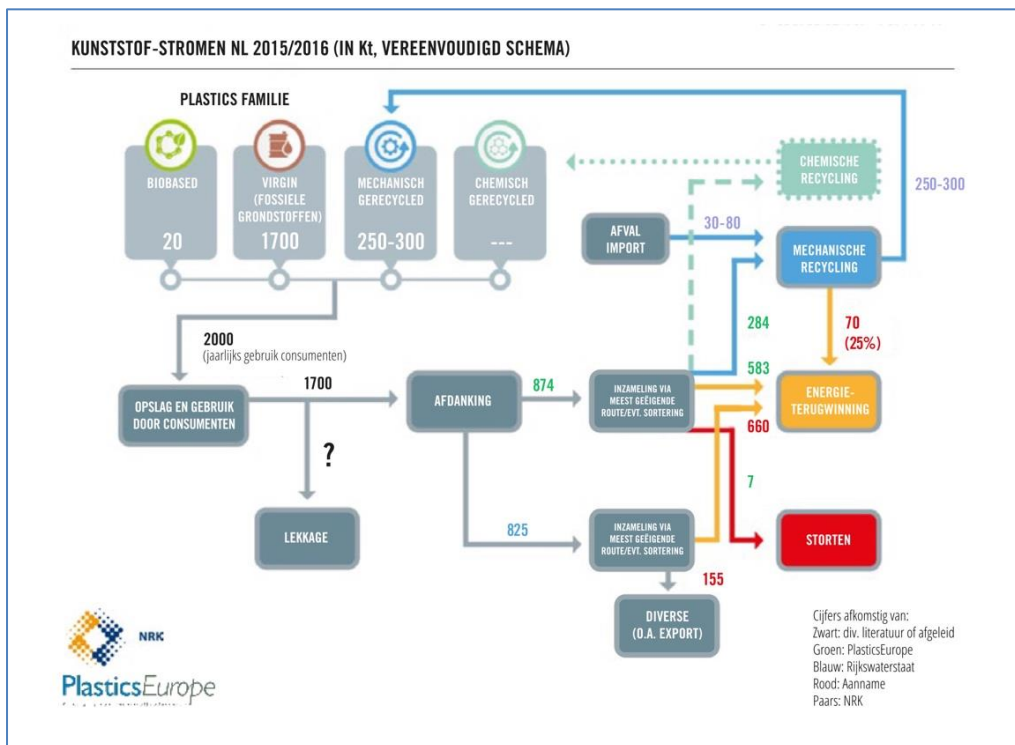 KUNSTSTOF-STROMEN NL 2015/2016 (IN Kt, VEREENVOUDIGD SCHEMA)
PLASTICS FAMILIE
BIOBASED
20
VIRGIN
(FOSSIELE
GRONDSTOFFEN)
1700
MECHANISCH
GERECYCLED
250-300
CHEMISCH
GERECYCLED
---
CHEMISCHE
RECYCLING
250-300
AFVAL
IMPORT
30-80
MECHANISCHE
RECYCLING
2000
(jaarlijks gebruik consumenten)
284
70
(25%)
1700
874
583
OPSLAG EN GEBRUIK
DOOR CONSUMENTEN
AFDANKING
INZAMELING VIA
MEEST GEËIGENDE
ROUTE/EVT. SORTERING
ENERGIE-
TERUGWINNING
660
?
7
LEKKAGE
825
INZAMELING VIA
MEEST GEËIGENDE
ROUTE/EVT. SORTERING
STORTEN
155
DIVERSE
(O.A. EXPORT)
NRK
PlasticsEurope
Cijfers afkomstig van:
Zwart: div. literatuur of afgeleid
Groen: PlasticsEurope
Blauw: Rijkswaterstaat
Rood: Aanname
Paars: NRK